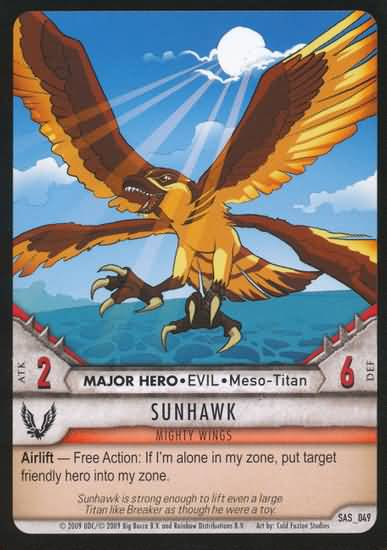 ATK 2 MAJOR HERO•EVIL•Meso-Titan 6 DEF
SUNHAWK
MIGHTY WINGS
Airlift — Free Action: If I'm alone in my zone, put target
friendly hero into my zone.
Sunhawk is strong enough to lift even a large
Titan like Breaker as though he were a toy.
SAS_049
© 2009 UDC/© 2009 Big Bocca B.V. and Rainbow Distributions B.V. Art by: Cold Fuzion Studios